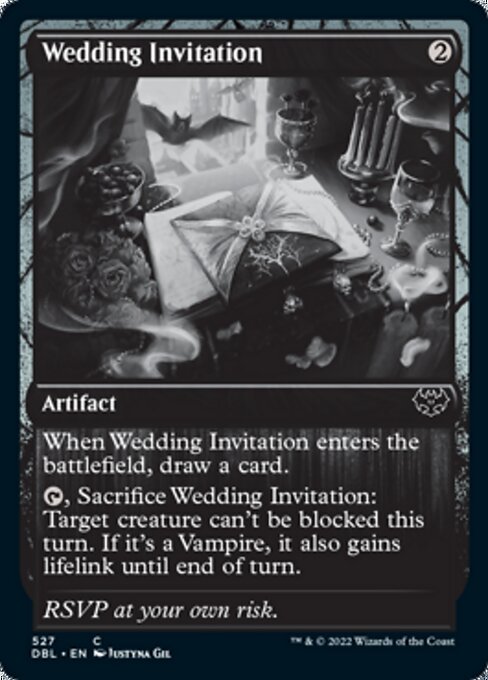 Wedding Invitation 2
Artifact
When Wedding Invitation enters the
battlefield, draw a card.
, Sacrifice Wedding Invitation:
Target creature can't be blocked this
turn. If it's a Vampire, it also gains
lifelink until end of turn.
RSVP at your own risk.
527 C
DBL • EN Justyna Gil
™ & © 2022 Wizards of the Coast